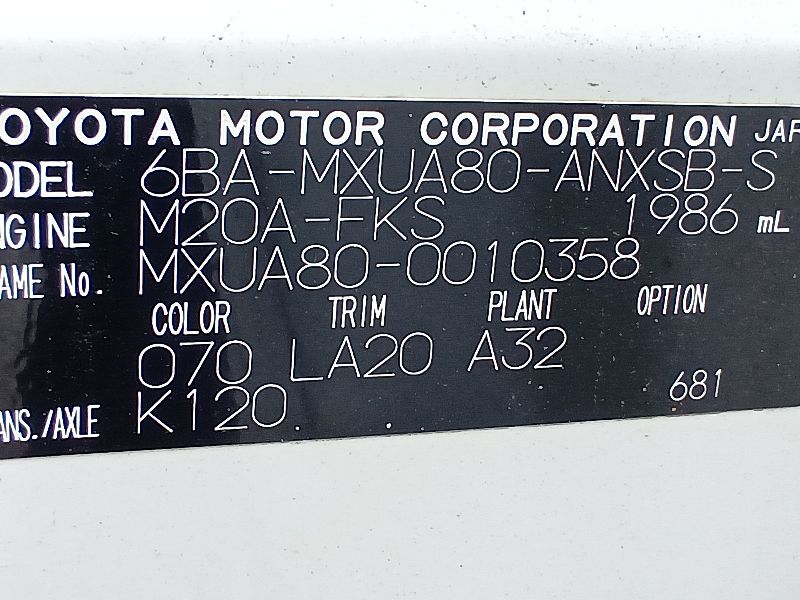 OYOTA MOTOR CORPORATION JAP
ODEL 6BA-MXUA80-ANXSB-S
NGINE M20A-FKS 1986 mL
AME No. MXUA80-0010358
COLOR TRIM PLANT OPTION
070 LA20 A32
ANS./AXLE K120 681